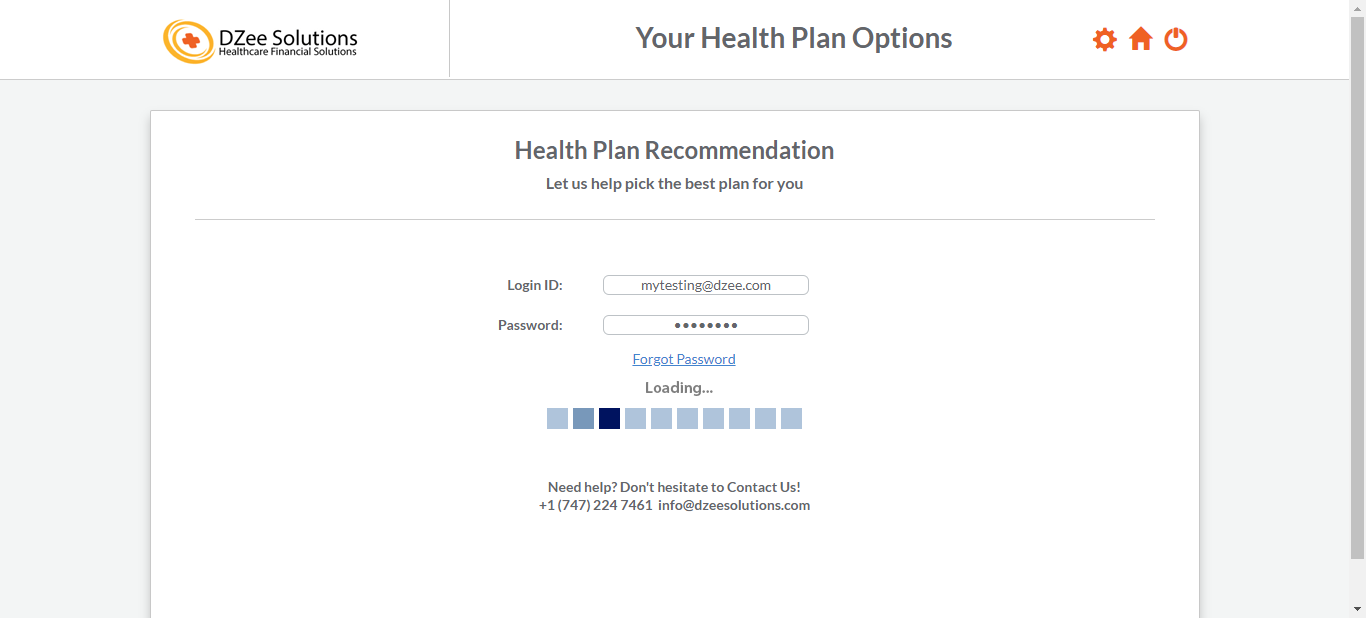 DZee Solutions
Healthcare Financial Solutions
Your Health Plan Options
Health Plan Recommendation
Let us help pick the best plan for you
Login ID: mytesting@dzee.com
Password: ••••••••
Forgot Password
Loading...
Need help? Don't hesitate to Contact Us!
+1 (747) 224 7461 info@dzeesolutions.com